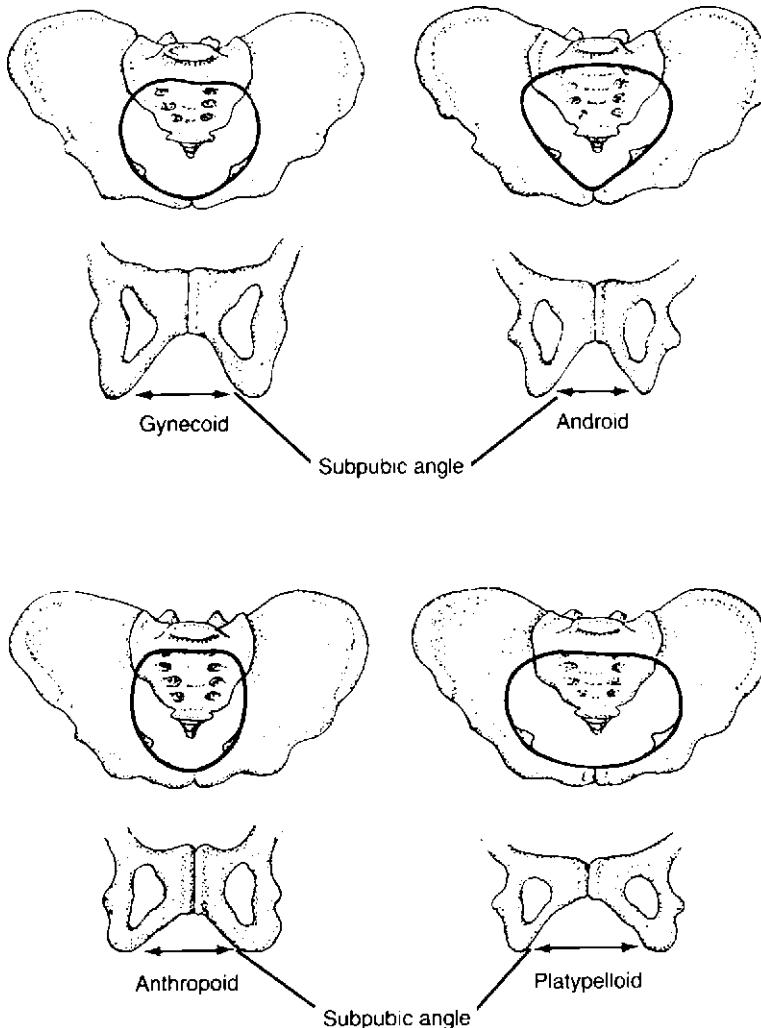 Gynecoid
Android
Subpubic angle
Anthropoid
Platypelloid
Subpubic angle